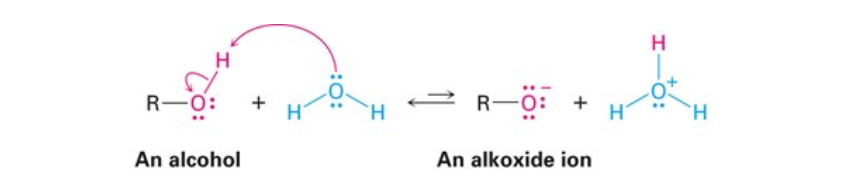 H H
R—O: + H O H ⇌ R—O:⁻ + H O⁺ H
An alcohol An alkoxide ion